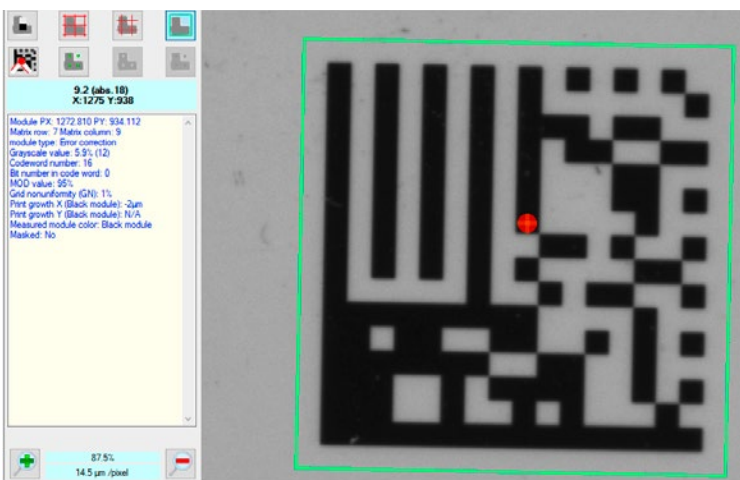 9.2 (abs.18)
X:1275 Y:938
Module PX: 1272.810 PY: 934.112
Matrix row: 7 Matrix column: 9
module type: Error correction
Grayscale value: 5.9% (12)
Codeword number: 16
Bit number in code word: 0
MOD value: 95%
Grid nonuniformity (GN): 1%
Print growth X (Black module): -2µm
Print growth Y (Black module): N/A
Measured module color: Black module
Masked: No
87.5%
14.5 µm /pixel